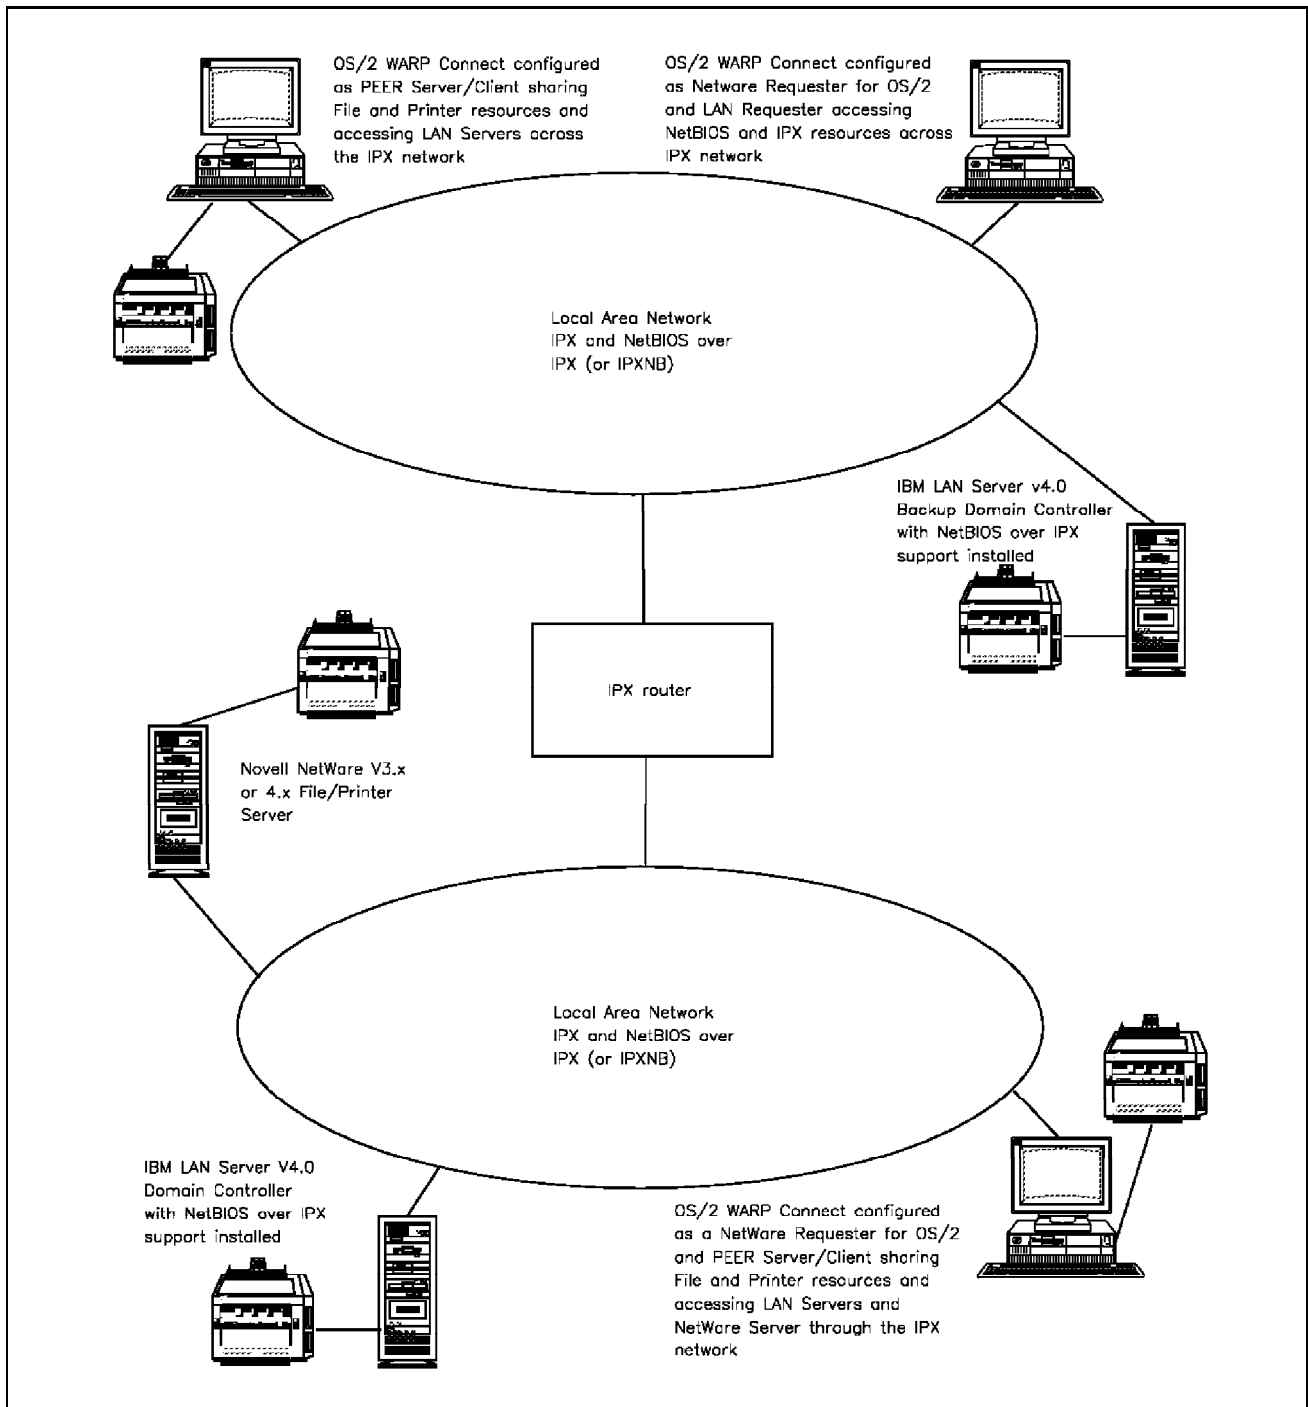 OS/2 WARP Connect configured
as PEER Server/Client sharing
File and Printer resources and
accessing LAN Servers across
the IPX network
OS/2 WARP Connect configured
as Netware Requester for OS/2
and LAN Requester accessing
NetBIOS and IPX resources across
IPX network
Local Area Network
IPX and NetBIOS over
IPX (or IPXNB)
IBM LAN Server v4.0
Backup Domain Controller
with NetBIOS over IPX
support installed
IPX router
Novell NetWare V3.x
or 4.x File/Printer
Server
Local Area Network
IPX and NetBIOS over
IPX (or IPXNB)
IBM LAN Server V4.0
Domain Controller
with NetBIOS over IPX
support installed
OS/2 WARP Connect configured
as a NetWare Requester for OS/2
and PEER Server/Client sharing
File and Printer resources and
accessing LAN Servers and
NetWare Server through the IPX
network